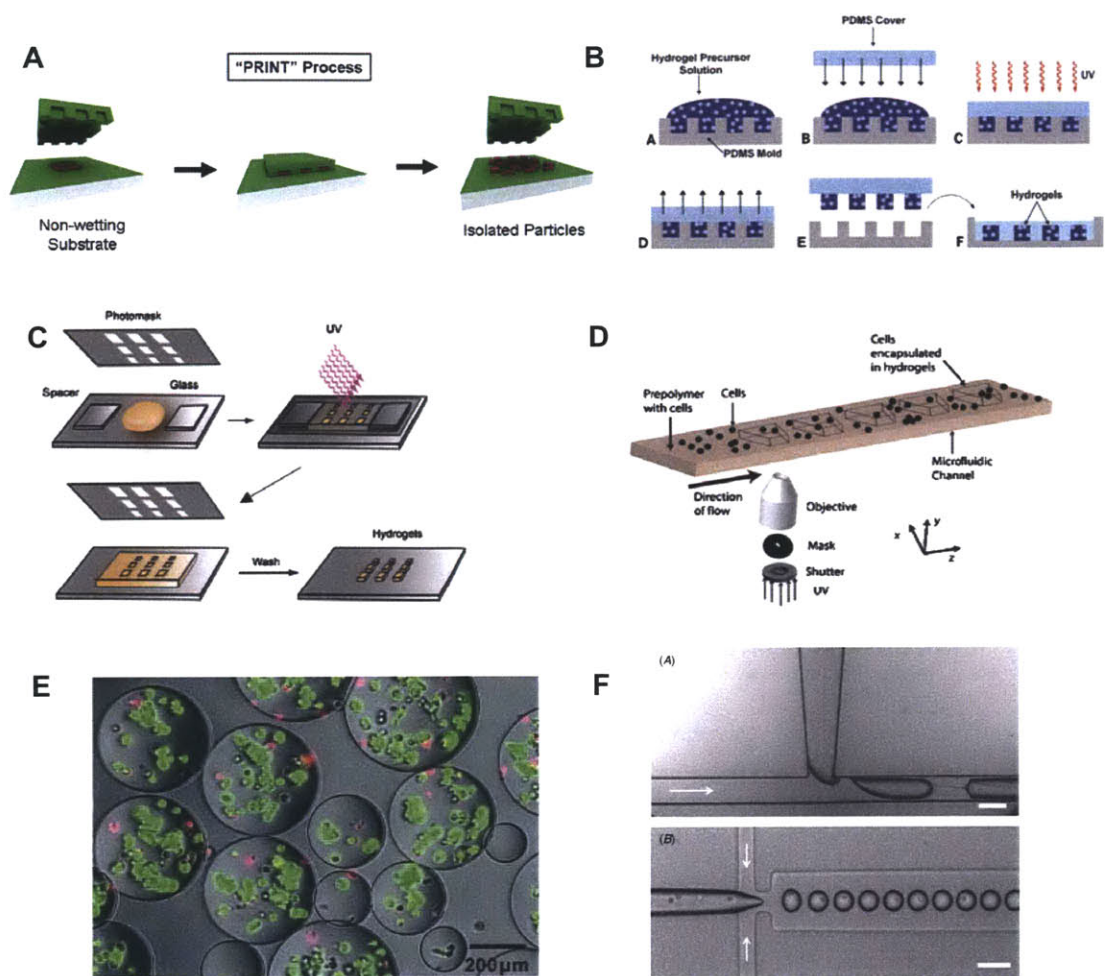 A
"PRINT" Process
Non-wetting
Substrate
Isolated Particles
B
PDMS Cover
Hydrogel Precursor
Solution
UV
A
B
C
PDMS Mold
Hydrogels
D
E
F
C
Photomask
UV
Spacer
Glass
Hydrogels
Wash
D
Cells
encapsulated
in hydrogels
Prepolymer
with cells
Cells
Microfluidic
Channel
Direction
of flow
Objective
Mask
Shutter
UV
x
y
z
E
200µm
F
(A)
(B)